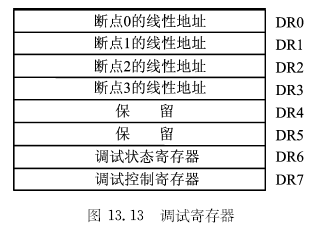 断点0的线性地址 DR0
断点1的线性地址 DR1
断点2的线性地址 DR2
断点3的线性地址 DR3
保 留 DR4
保 留 DR5
调试状态寄存器 DR6
调试控制寄存器 DR7
图 13.13 调试寄存器